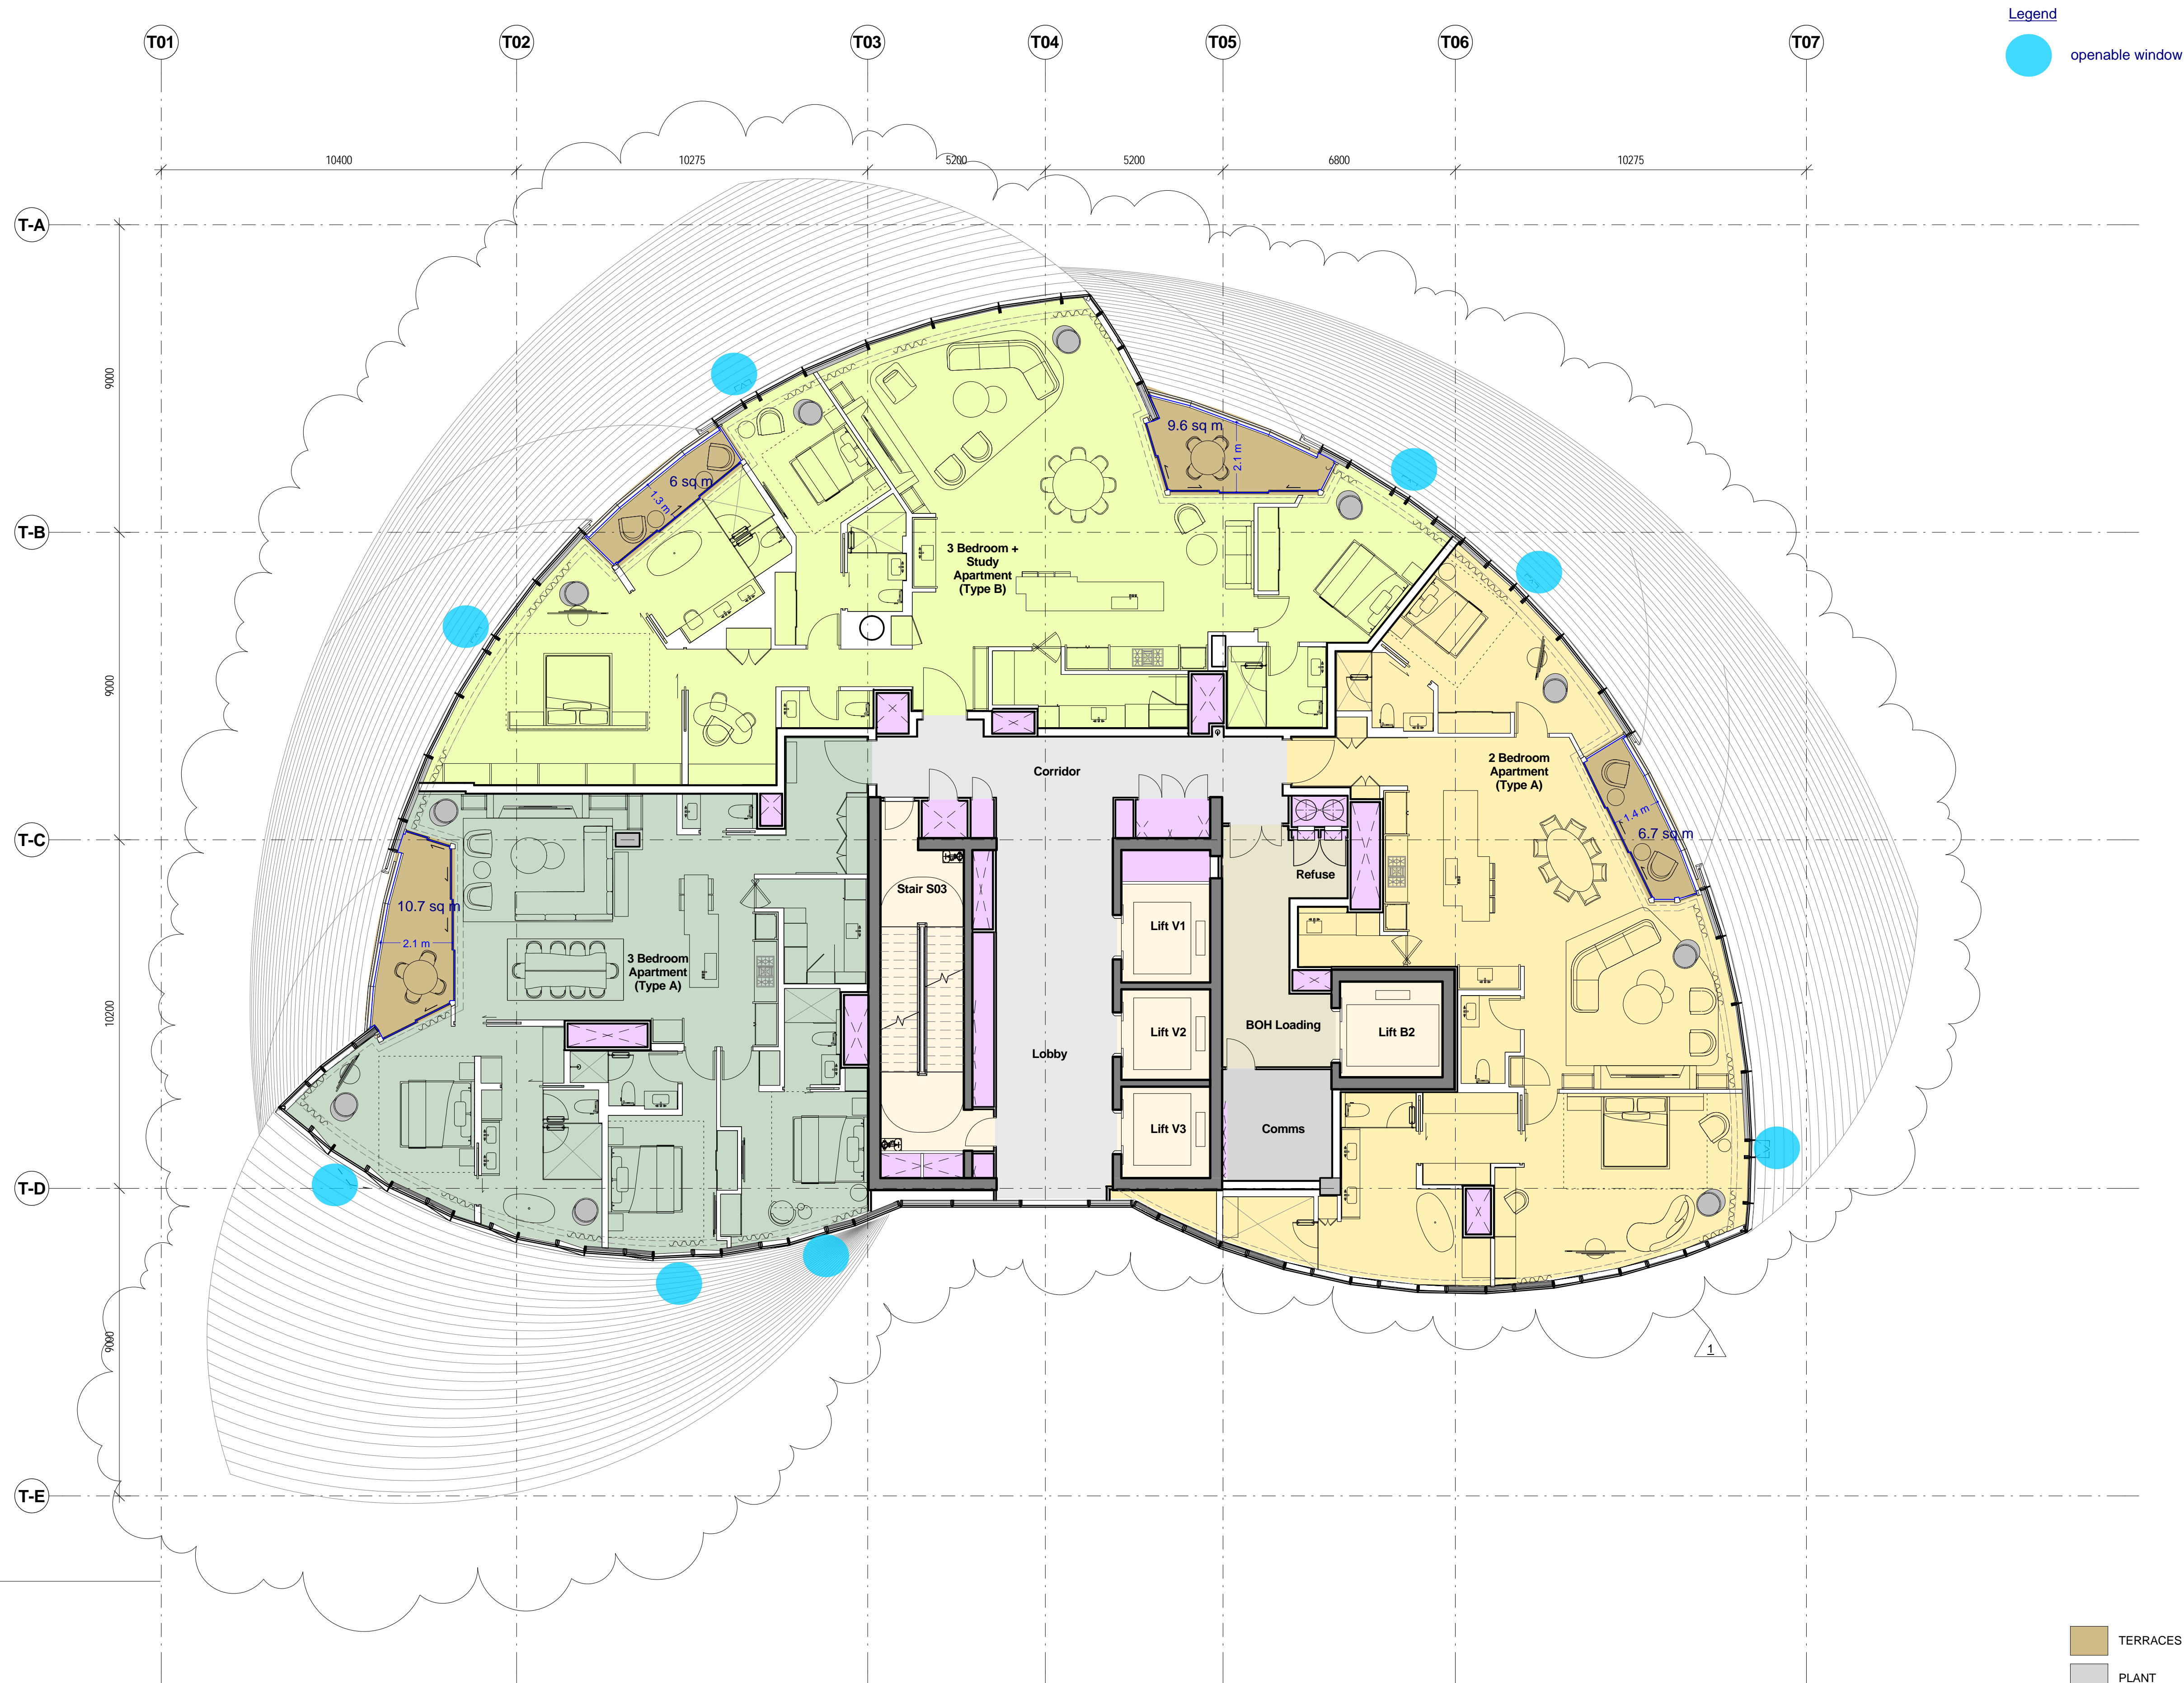 Legend
openable window
T01
T02
T03
T04
T05
T06
T07
10400
10275
5200
5200
6800
10275
T-A
9000
T-B
9000
T-C
10200
T-D
9000
T-E
9.6 sq m
2.1 m
6 sq m
1.3 m
3 Bedroom +
Study
Apartment
(Type B)
Corridor
2 Bedroom
Apartment
(Type A)
1.4 m
6.7 sq m
10.7 sq m
2.1 m
3 Bedroom
Apartment
(Type A)
Stair S03
Refuse
Lift V1
Lift V2
Lift V3
Lobby
BOH Loading
Lift B2
Comms
1
TERRACES
PLANT